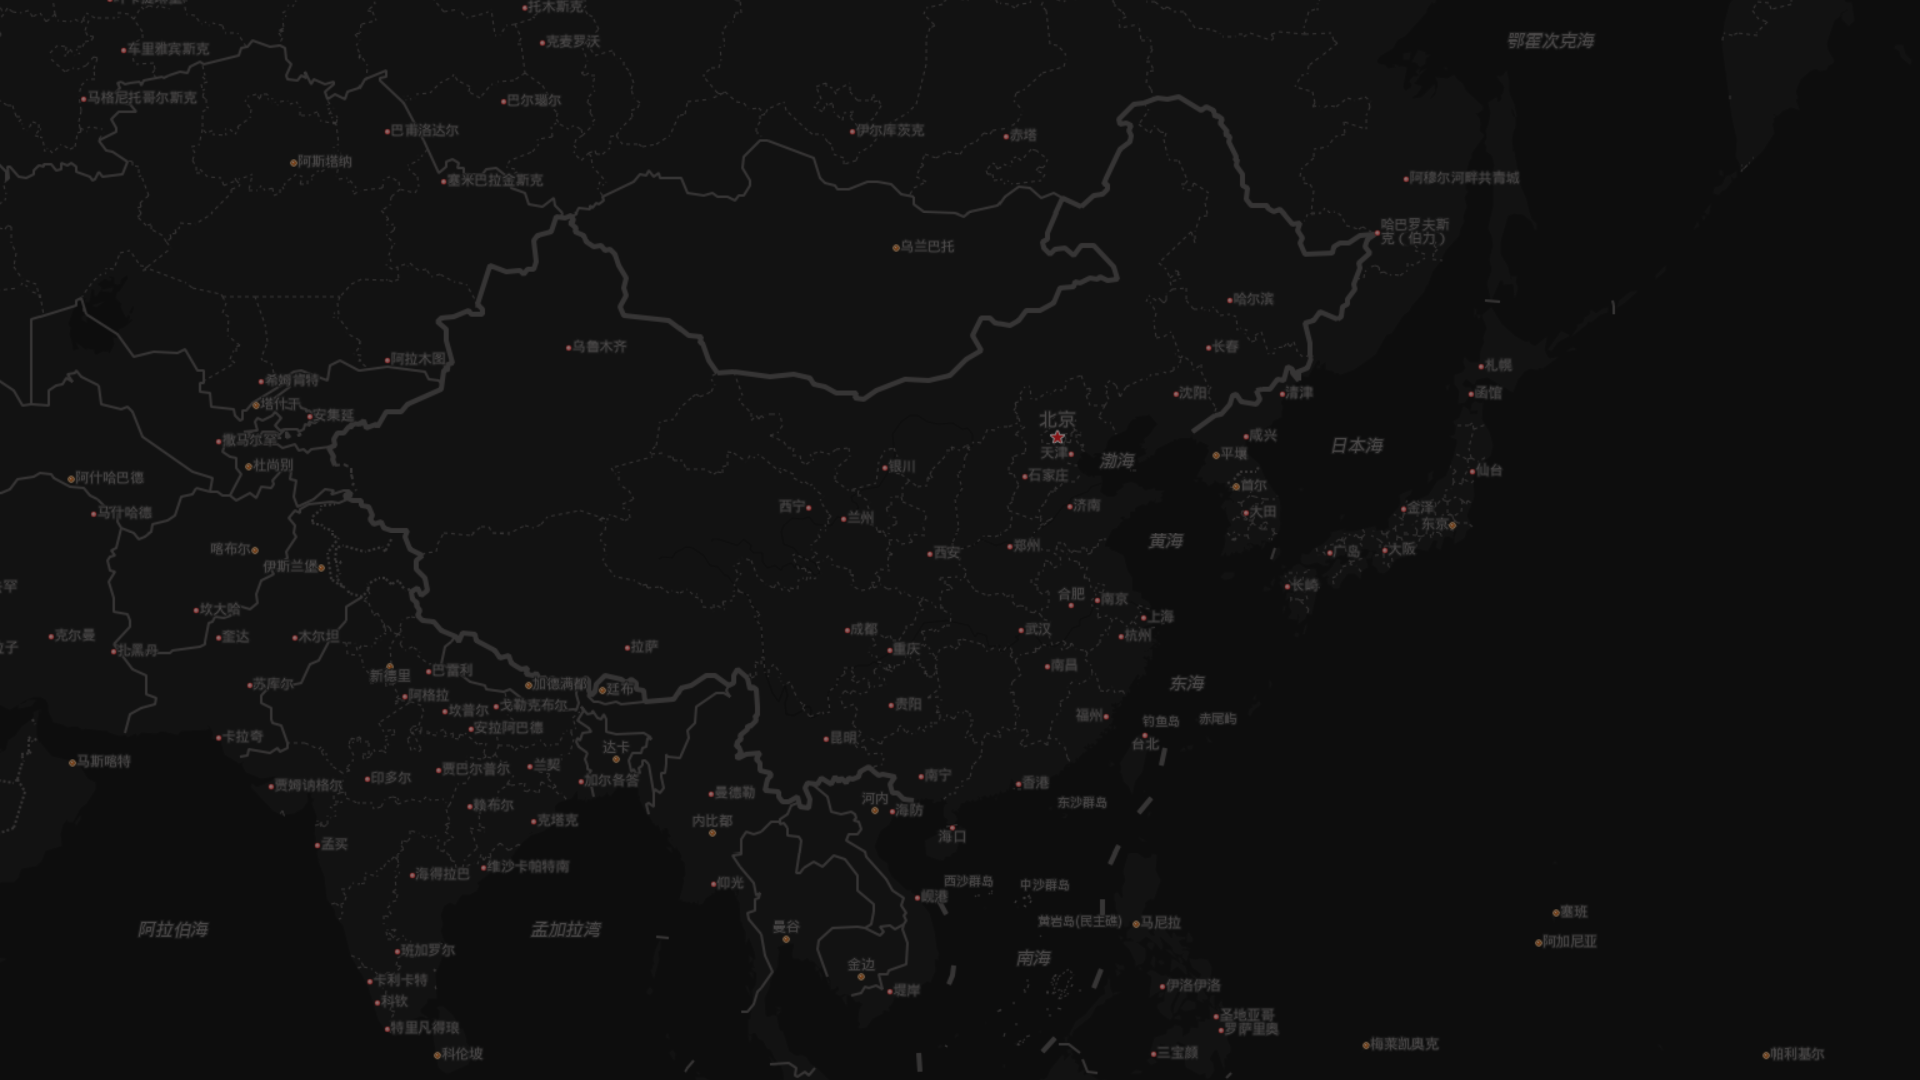 托木斯克
鄂霍次克海
克麦罗沃
车里雅宾斯克
马格尼托哥尔斯克
巴尔瑙尔
巴甫洛达尔
伊尔库茨克
赤塔
阿斯塔纳
塞米巴拉金斯克
阿穆尔河畔共青城
哈巴罗夫斯
克(伯力)
乌兰巴托
哈尔滨
乌鲁木齐
长春
阿拉木图
札幌
希姆肯特
沈阳
清津
函馆
塔什干
安集延
北京
撒马尔罕
咸兴
日本海
天津
平壤
渤海
杜尚别
银川
仙台
阿什哈巴德
石家庄
首尔
马什哈德
西宁
兰州
济南
大田
金泽
东京
喀布尔
西安
郑州
黄海
广岛
大阪
伊斯兰堡
罕
长崎
合肥
南京
坎大哈
上海
克尔曼
奎达
木尔坦
成都
武汉
杭州
子
扎黑丹
拉萨
重庆
南昌
新德里
巴雷利
苏库尔
加德满都
廷布
东海
阿格拉
坎普尔
戈勒克布尔
贵阳
福州
钓鱼岛
赤尾屿
安拉阿巴德
卡拉奇
达卡
昆明
台北
马斯喀特
贾巴尔普尔
兰契
印多尔
加尔各答
南宁
贾姆讷格尔
香港
曼德勒
河内
东沙群岛
赖布尔
海防
克塔克
内比都
海口
孟买
海得拉巴
维沙卡帕特南
仰光
西沙群岛
中沙群岛
岘港
塞班
黄岩岛(民主礁)
马尼拉
阿拉伯海
孟加拉湾
曼谷
阿加尼亚
班加罗尔
南海
金边
卡利卡特
伊洛伊洛
堤岸
科钦
圣地亚哥
特里凡得琅
罗萨里奥
梅莱凯奥克
科伦坡
三宝颜
帕利基尔